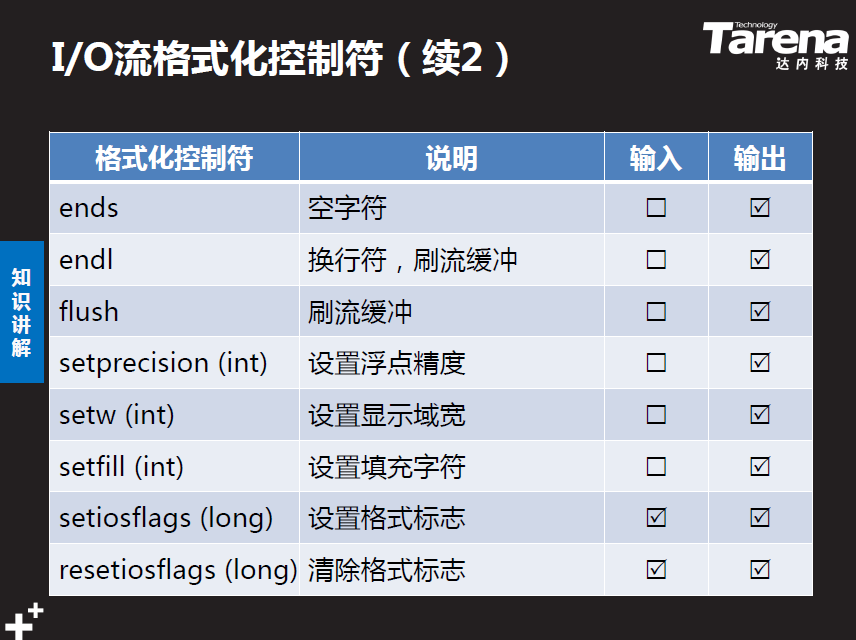 I/O流格式化控制符（续2）
Technology
Tarena
达内科技
格式化控制符 说明 输入 输出
ends 空字符 ☐ ☑
endl 换行符，刷流缓冲 ☐ ☑
flush 刷流缓冲 ☐ ☑
setprecision (int) 设置浮点精度 ☐ ☑
setw (int) 设置显示域宽 ☐ ☑
setfill (int) 设置填充字符 ☐ ☑
setiosflags (long) 设置格式标志 ☑ ☑
resetiosflags (long) 清除格式标志 ☑ ☑
知识讲解